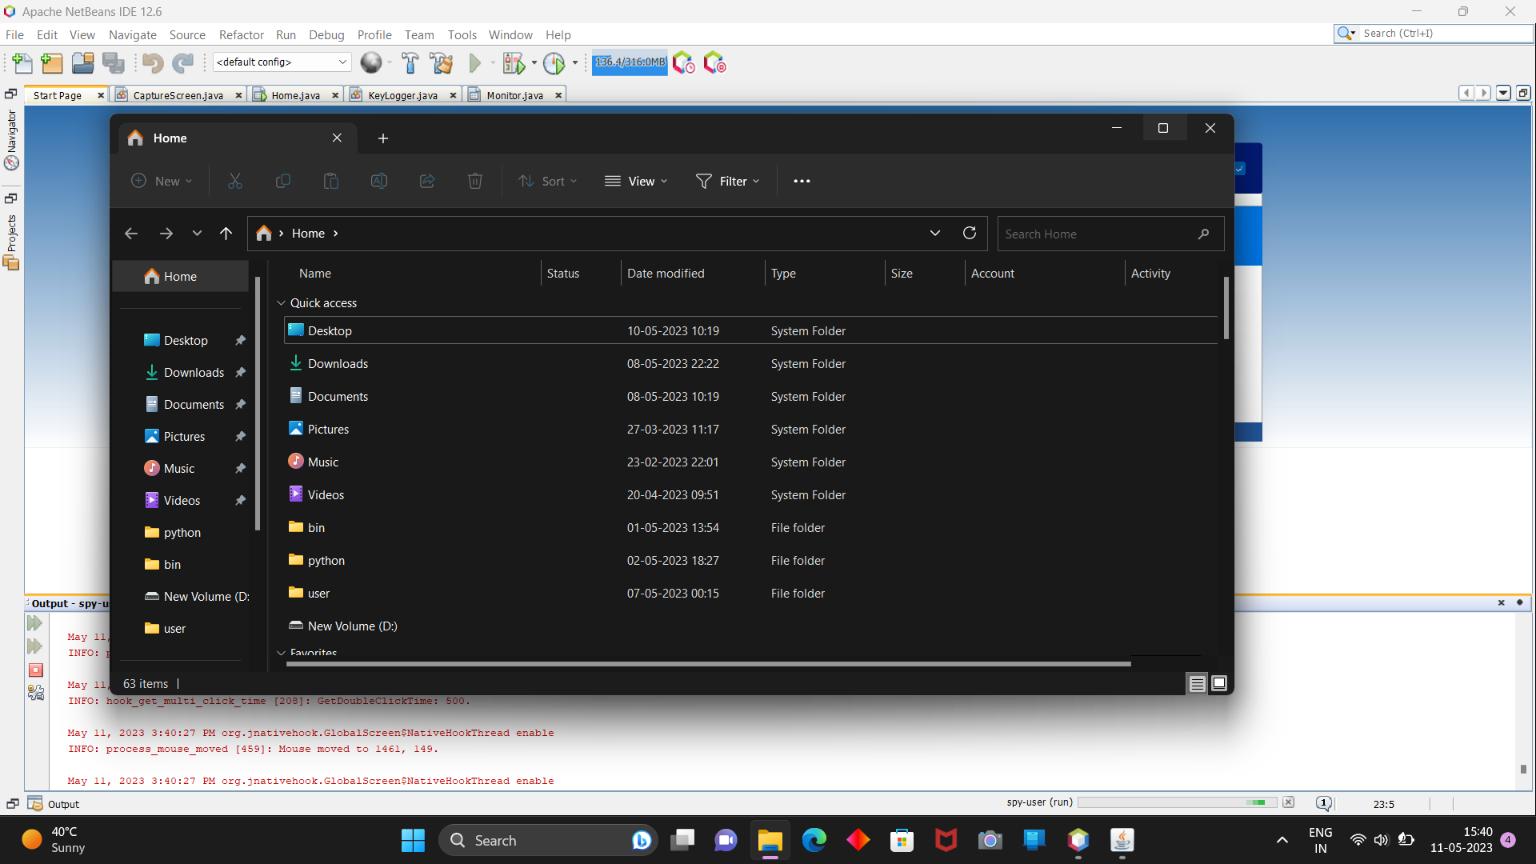 Apache NetBeans IDE 12.6
File Edit View Navigate Source Refactor Run Debug Profile Team Tools Window Help
Search (Ctrl+I)
<default config>
136.4/316.0MB
Start Page CaptureScreen.java Home.java KeyLogger.java Monitor.java
Navigator
Projects
Home
New Sort View Filter
Home
Search Home
Home
Desktop
Downloads
Documents
Pictures
Music
Videos
python
bin
New Volume (D:
user
Name Status Date modified Type Size Account Activity
Quick access
Desktop 10-05-2023 10:19 System Folder
Downloads 08-05-2023 22:22 System Folder
Documents 08-05-2023 10:19 System Folder
Pictures 27-03-2023 11:17 System Folder
Music 23-02-2023 22:01 System Folder
Videos 20-04-2023 09:51 System Folder
bin 01-05-2023 13:54 File folder
python 02-05-2023 18:27 File folder
user 07-05-2023 00:15 File folder
New Volume (D:)
Favorites
63 items
Output - spy-u
May 11,
INFO: p
May 11,
INFO: hook_get_multi_click_time [208]: GetDoubleClickTime: 500.
May 11, 2023 3:40:27 PM org.jnativehook.GlobalScreen$NativeHookThread enable
INFO: process_mouse_moved [459]: Mouse moved to 1461, 149.
May 11, 2023 3:40:27 PM org.jnativehook.GlobalScreen$NativeHookThread enable
Output
spy-user (run)
1
23:5
40°C
Sunny
Search
ENG
IN
15:40
11-05-2023
4